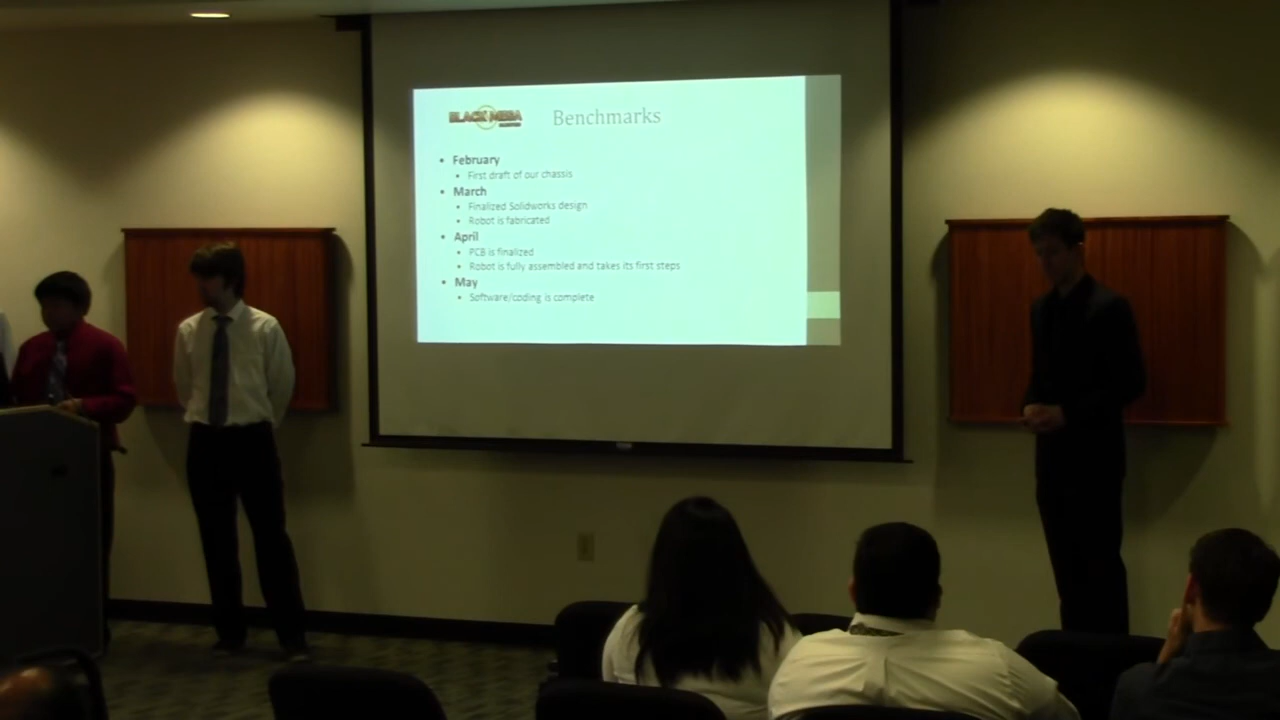 BLACK MESA
Benchmarks
• February
• First draft of our chassis
• March
• Finalized Solidworks design
• Robot is fabricated
• April
• PCB is finalized
• Robot is fully assembled and takes its first steps
• May
• Software/coding is complete